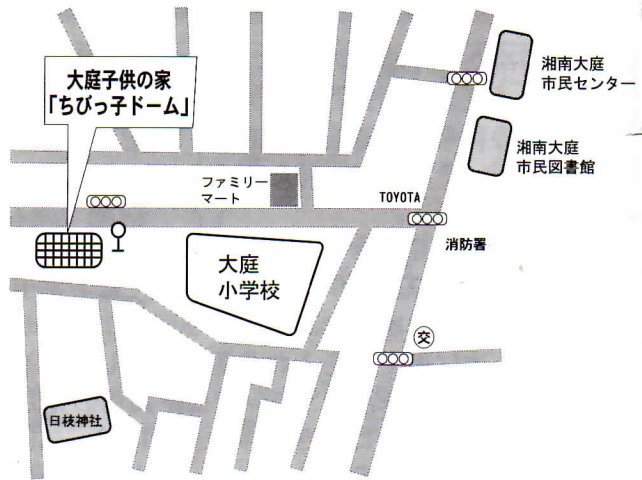 大庭子供の家
「ちびっ子ドーム」
湘南大庭
市民センター
湘南大庭
市民図書館
ファミリー
マート
TOYOTA
消防署
大庭
小学校
交
日枝神社